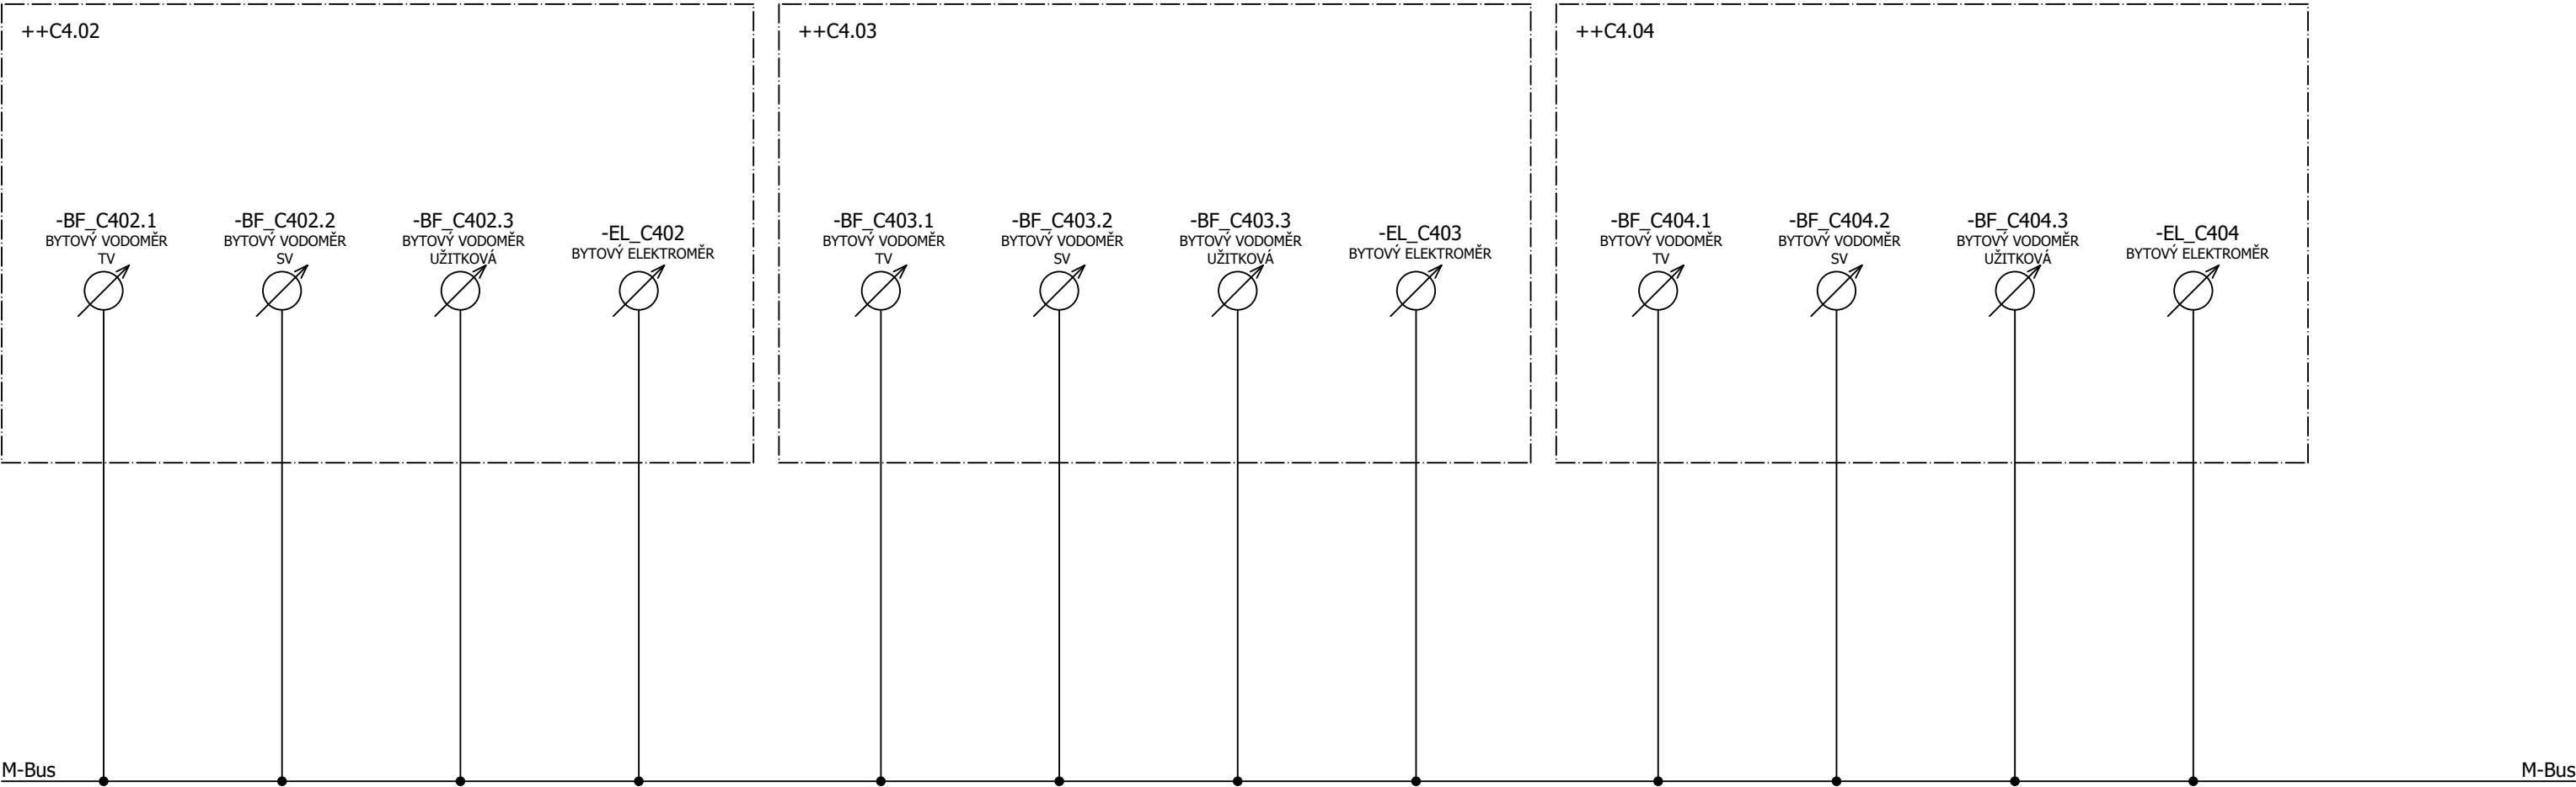 ++C4.02
++C4.03
++C4.04
-BF_C402.1
BYTOVÝ VODOMĚR
TV
-BF_C402.2
BYTOVÝ VODOMĚR
SV
-BF_C402.3
BYTOVÝ VODOMĚR
UŽITKOVÁ
-EL_C402
BYTOVÝ ELEKTROMĚR
-BF_C403.1
BYTOVÝ VODOMĚR
TV
-BF_C403.2
BYTOVÝ VODOMĚR
SV
-BF_C403.3
BYTOVÝ VODOMĚR
UŽITKOVÁ
-EL_C403
BYTOVÝ ELEKTROMĚR
-BF_C404.1
BYTOVÝ VODOMĚR
TV
-BF_C404.2
BYTOVÝ VODOMĚR
SV
-BF_C404.3
BYTOVÝ VODOMĚR
UŽITKOVÁ
-EL_C404
BYTOVÝ ELEKTROMĚR
M-Bus
M-Bus